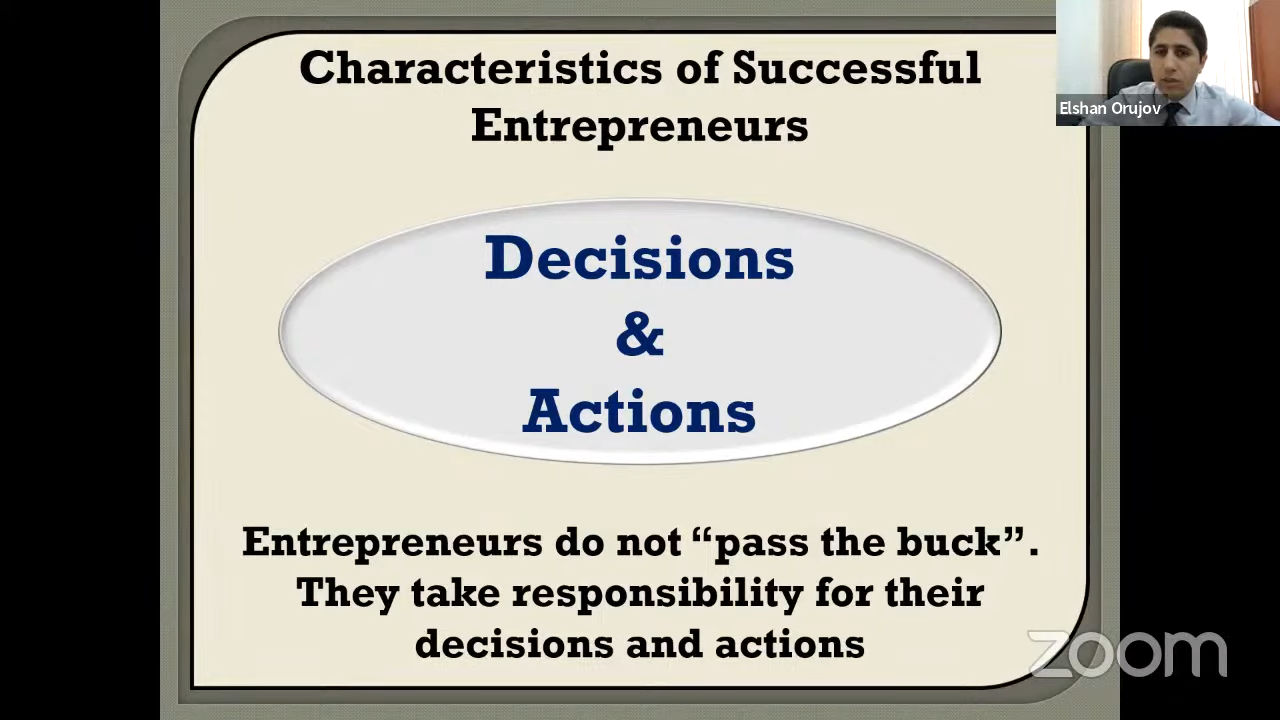 Characteristics of Successful
Entrepreneurs
Elshan Orujov
Decisions
&
Actions
Entrepreneurs do not “pass the buck”.
They take responsibility for their
decisions and actions
zoom